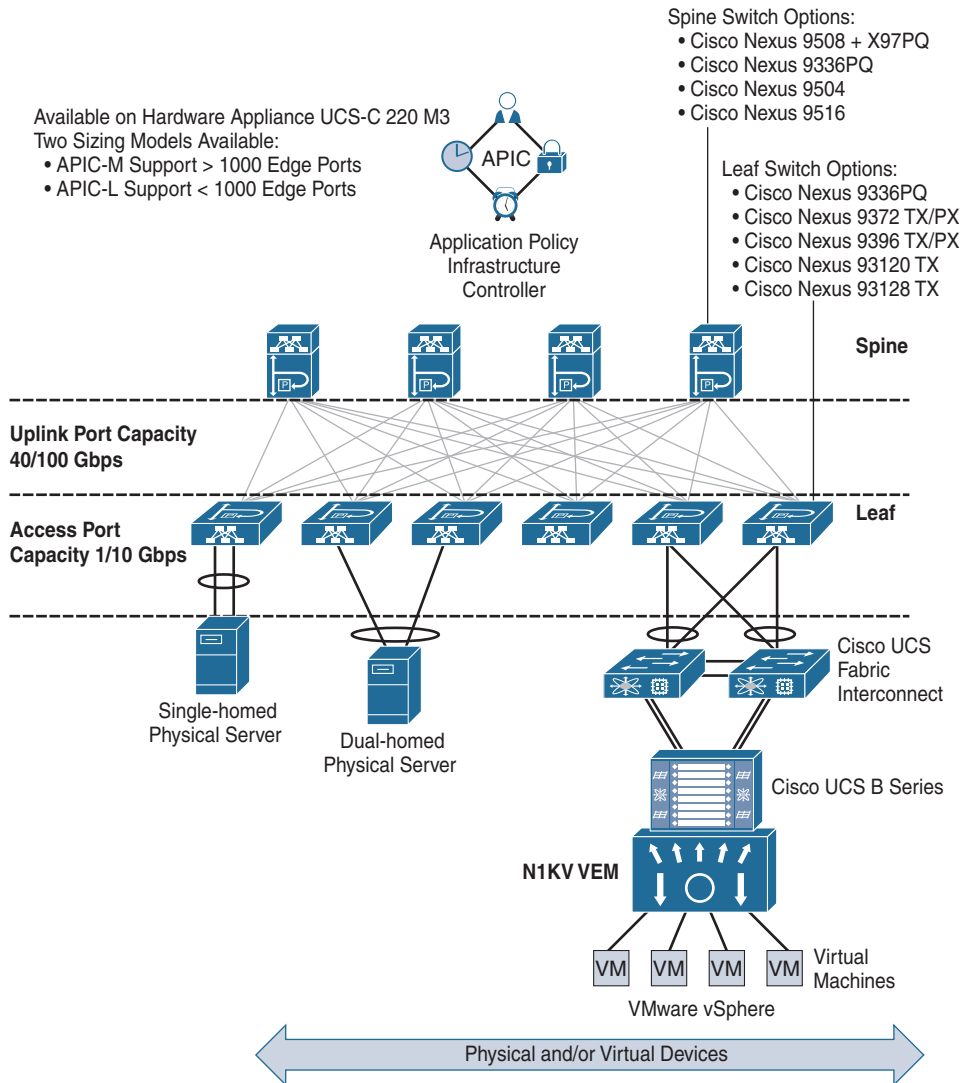 Spine Switch Options:
• Cisco Nexus 9508 + X97PQ
• Cisco Nexus 9336PQ
• Cisco Nexus 9504
• Cisco Nexus 9516
Available on Hardware Appliance UCS-C 220 M3
Two Sizing Models Available:
• APIC-M Support > 1000 Edge Ports
• APIC-L Support < 1000 Edge Ports
APIC
Application Policy
Infrastructure
Controller
Leaf Switch Options:
• Cisco Nexus 9336PQ
• Cisco Nexus 9372 TX/PX
• Cisco Nexus 9396 TX/PX
• Cisco Nexus 93120 TX
• Cisco Nexus 93128 TX
P
P
P
P
Spine
Uplink Port Capacity
40/100 Gbps
P
P
P
P
P
P
Leaf
Access Port
Capacity 1/10 Gbps
Single-homed
Physical Server
Dual-homed
Physical Server
Cisco UCS
Fabric
Interconnect
Cisco UCS B Series
N1KV VEM
VM
VM
VM
VM
Virtual
Machines
VMware vSphere
Physical and/or Virtual Devices